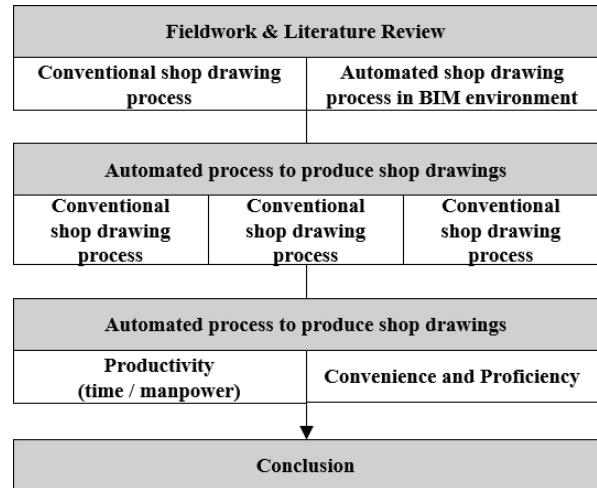 Fieldwork & Literature Review
Conventional shop drawing
process
Automated shop drawing
process in BIM environment
Automated process to produce shop drawings
Conventional
shop drawing
process
Conventional
shop drawing
process
Conventional
shop drawing
process
Automated process to produce shop drawings
Productivity
(time / manpower)
Convenience and Proficiency
Conclusion